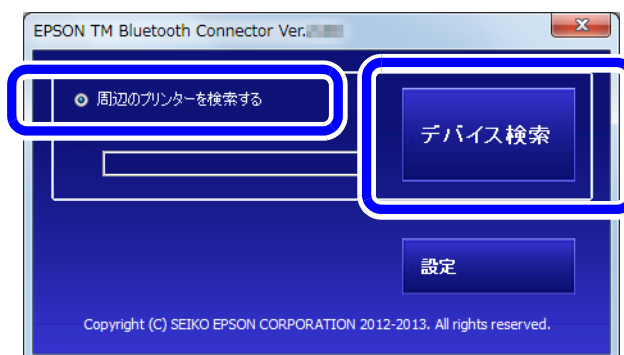 EPSON TM Bluetooth Connector Ver.
周辺のプリンターを検索する
デバイス検索
設定
Copyright (C) SEIKO EPSON CORPORATION 2012-2013. All rights reserved.